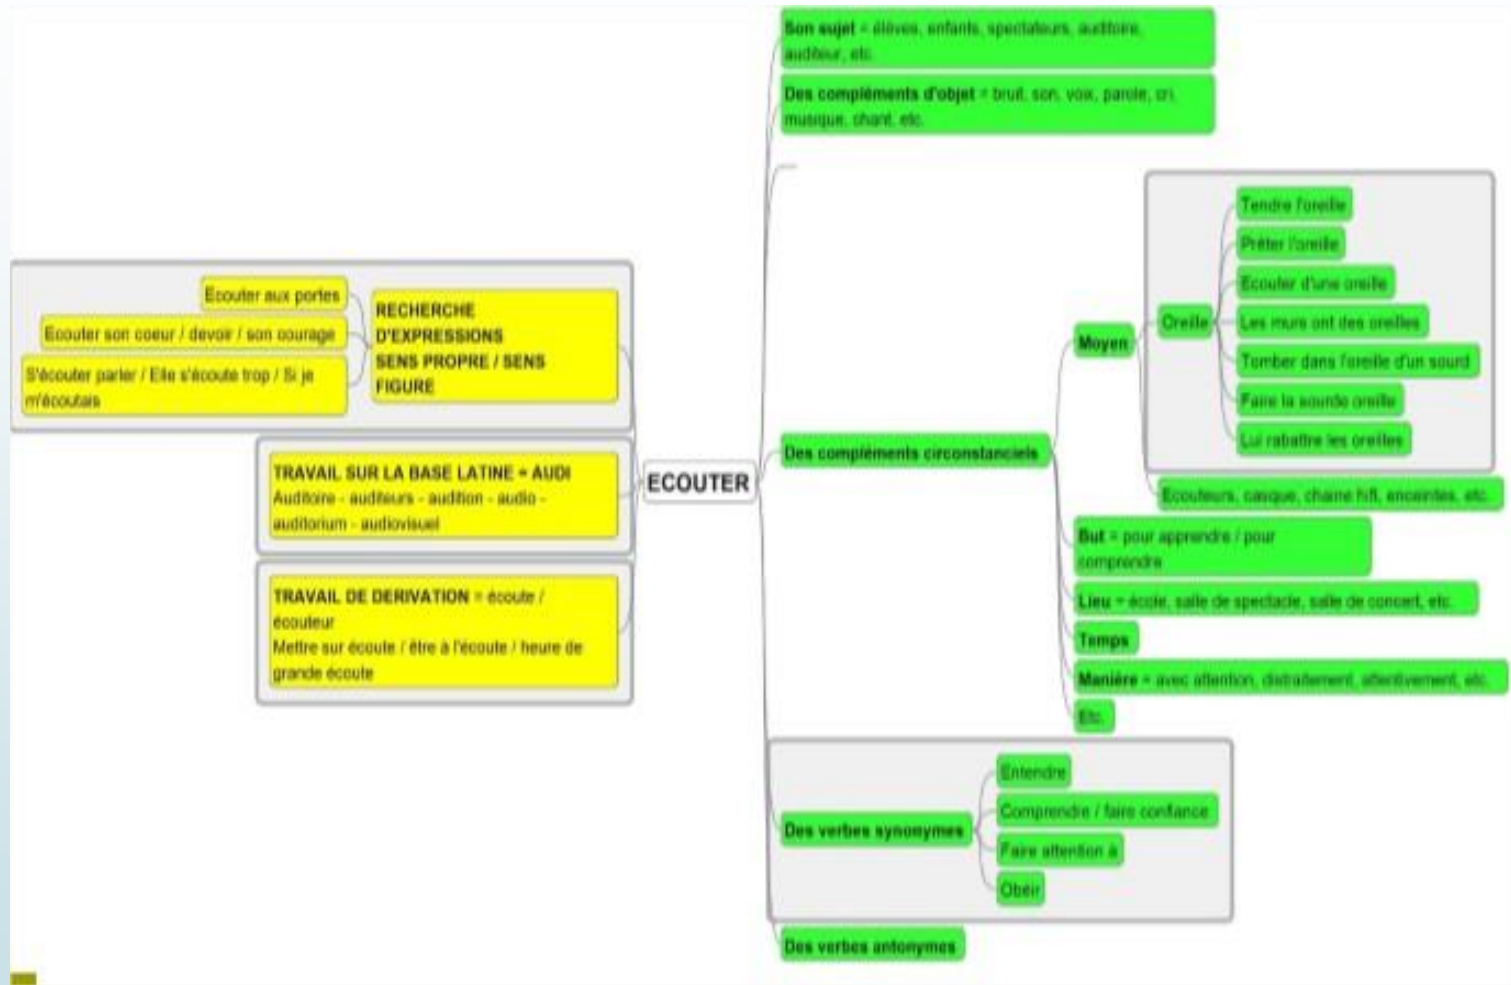 Son sujet = élèves, enfants, spectateurs, auditoire,
auditeur, etc.
Des compléments d'objet = bruit, son, voix, parole, cri,
musique, chant, etc.
Ecouter aux portes
Ecouter son coeur / devoir / son courage
S'écouter parler / Elle s'écoute trop / Si je
m'écoutais
RECHERCHE
D'EXPRESSIONS
SENS PROPRE / SENS
FIGURE
TRAVAIL SUR LA BASE LATINE = AUDI
Auditoire - auditeurs - audition - audio -
auditorium - audiovisuel
TRAVAIL DE DERIVATION = écoute /
écouteur
Mettre sur écoute / être à l'écoute / heure de
grande écoute
ECOUTER
Des compléments circonstanciels
Moyen
Oreille
Tendre l'oreille
Prêter l'oreille
Ecouter d'une oreille
Les murs ont des oreilles
Tomber dans l'oreille d'un sourd
Faire la sourde oreille
Lui rabattre les oreilles
Ecouteurs, casque, chaine hifi, enceintes, etc.
But = pour apprendre / pour
comprendre
Lieu = école, salle de spectacle, salle de concert, etc.
Temps
Manière = avec attention, distraitement, attentivement, etc.
Etc.
Des verbes synonymes
Entendre
Comprendre / faire confiance
Faire attention à
Obéir
Des verbes antonymes